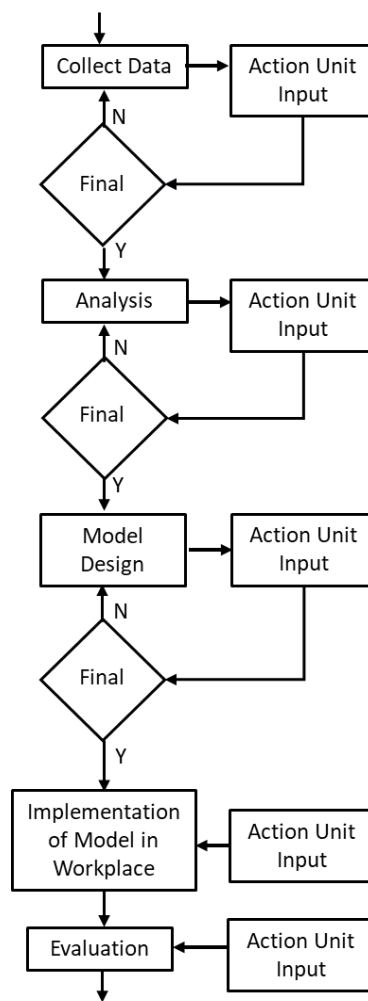 Collect Data
Action Unit
Input
N
Final
Y
Analysis
Action Unit
Input
N
Final
Y
Model
Design
Action Unit
Input
N
Final
Y
Implementation
of Model in
Workplace
Action Unit
Input
Evaluation
Action Unit
Input